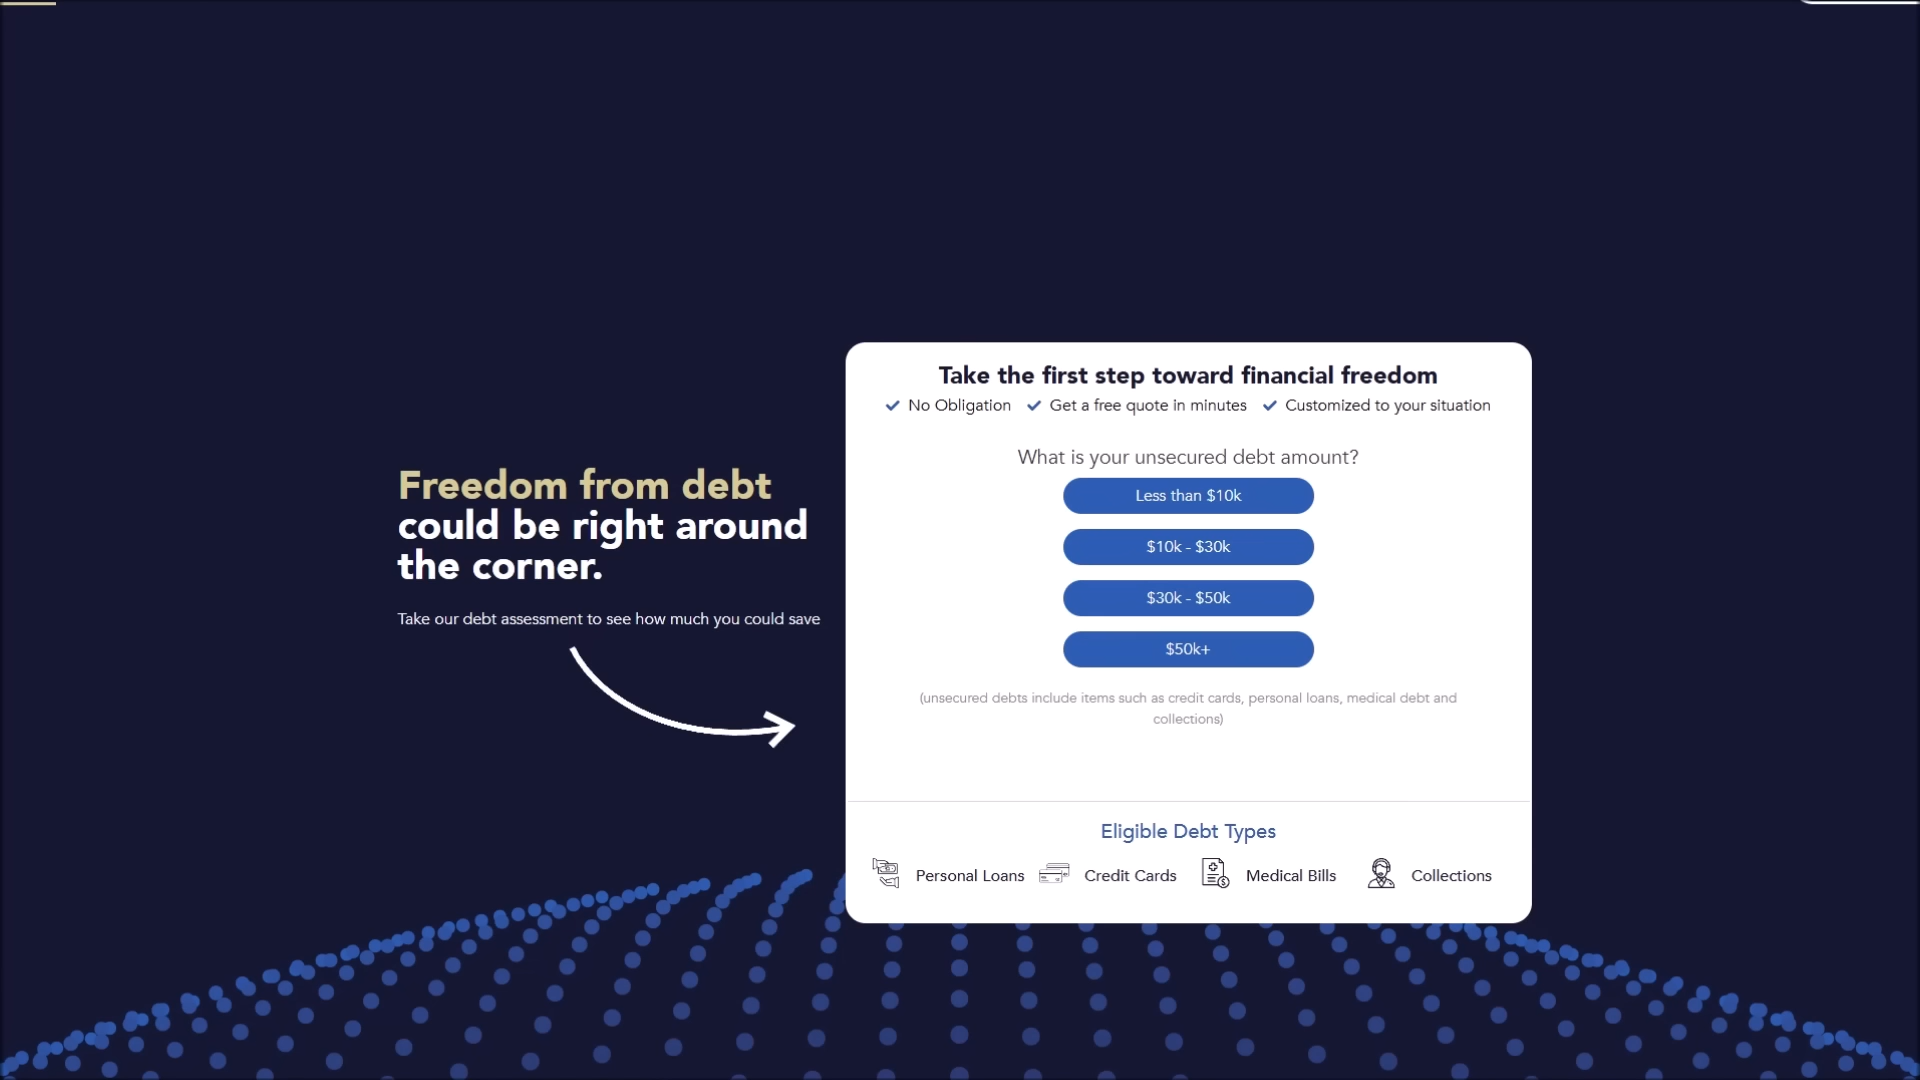 Freedom from debt
could be right around
the corner.
Take our debt assessment to see how much you could save
Take the first step toward financial freedom
No Obligation Get a free quote in minutes Customized to your situation
What is your unsecured debt amount?
Less than $10k
$10k - $30k
$30k - $50k
$50k+
(unsecured debts include items such as credit cards, personal loans, medical debt and
collections)
Eligible Debt Types
Personal Loans Credit Cards Medical Bills Collections